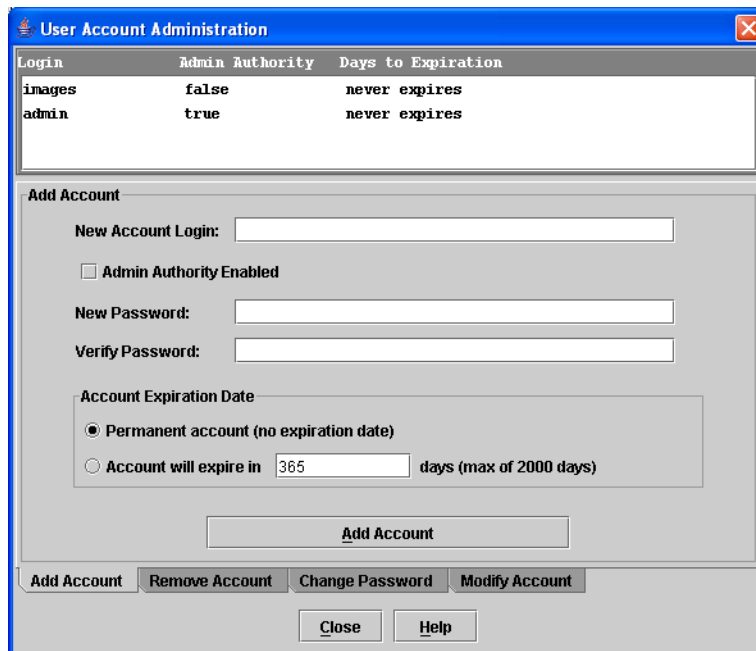 User Account Administration
Login Admin Authority Days to Expiration
images false never expires
admin true never expires
Add Account
New Account Login:
Admin Authority Enabled
New Password:
Verify Password:
Account Expiration Date
Permanent account (no expiration date)
Account will expire in 365 days (max of 2000 days)
Add Account
Add Account Remove Account Change Password Modify Account
Close Help